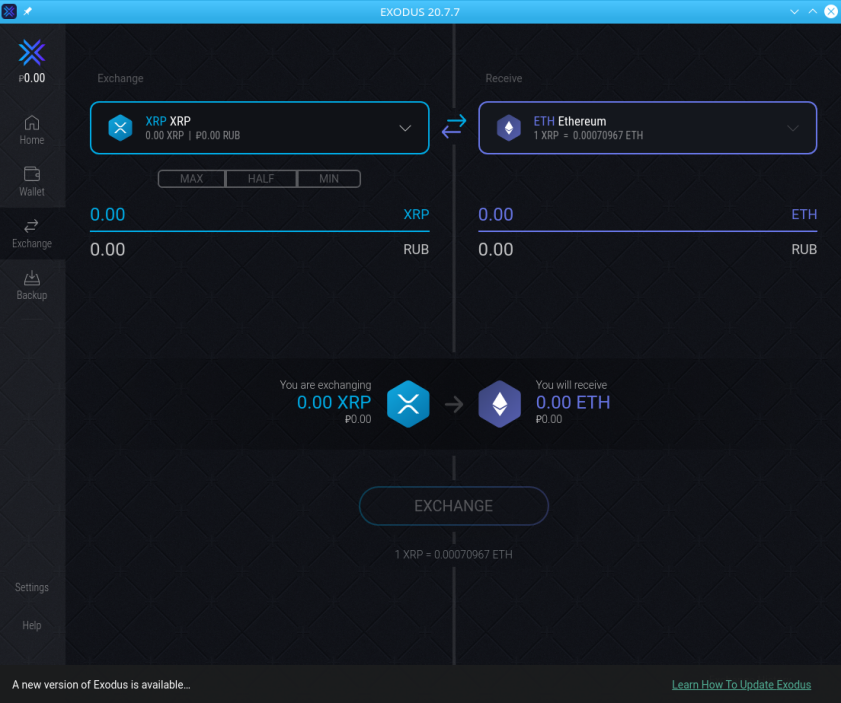 EXODUS 20.7.7
₽0.00
Home
Wallet
Exchange
Backup
Settings
Help
Exchange
XRP XRP
0.00 XRP | ₽0.00 RUB
MAX HALF MIN
0.00 XRP
0.00 RUB
Receive
ETH Ethereum
1 XRP = 0.00070967 ETH
0.00 ETH
0.00 RUB
You are exchanging
0.00 XRP
₽0.00
You will receive
0.00 ETH
₽0.00
EXCHANGE
1 XRP = 0.00070967 ETH
A new version of Exodus is available...
Learn How To Update Exodus